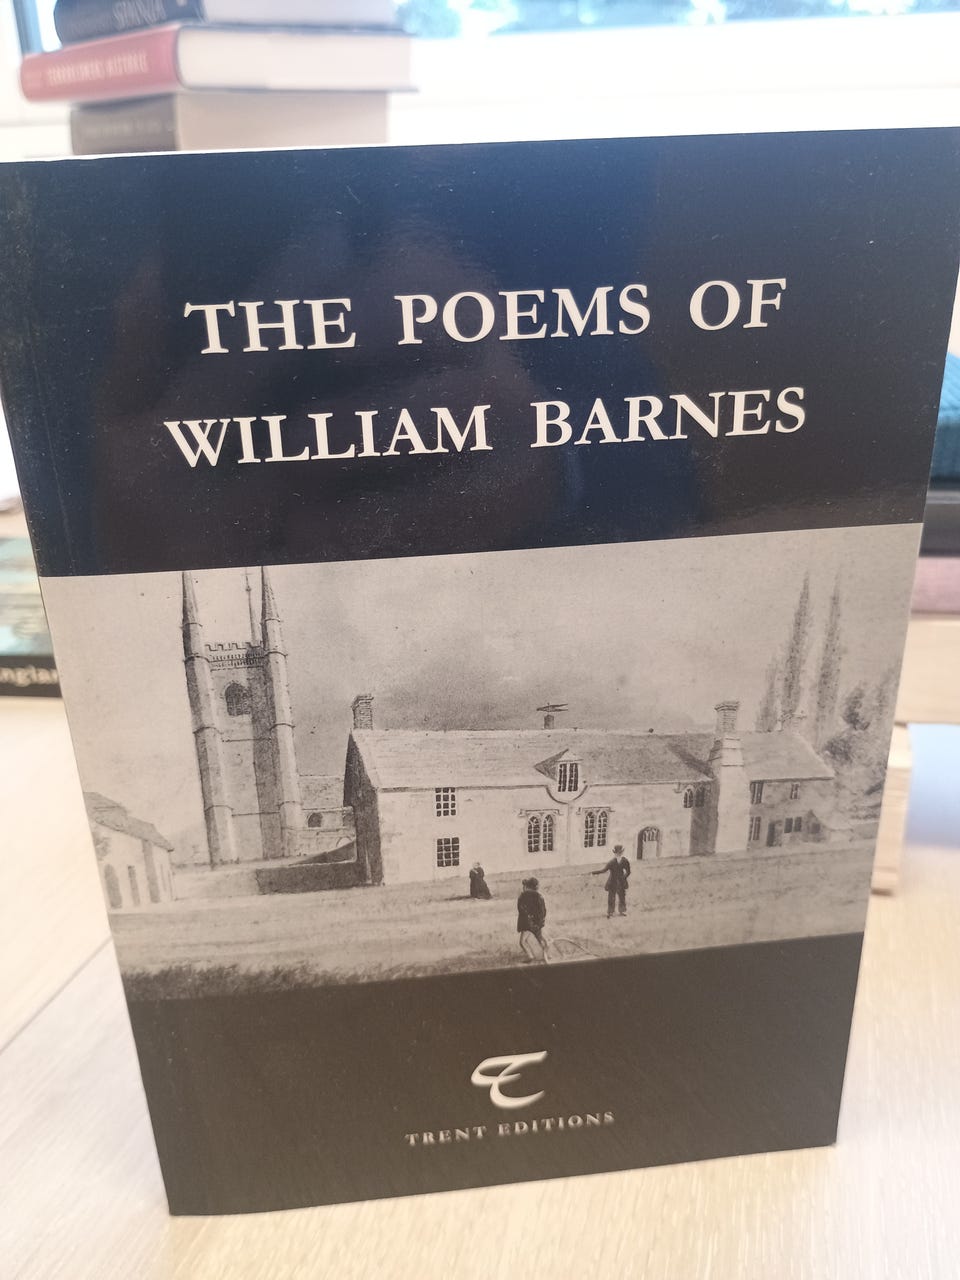 THE POEMS OF
WILLIAM BARNES
TRENT EDITIONS